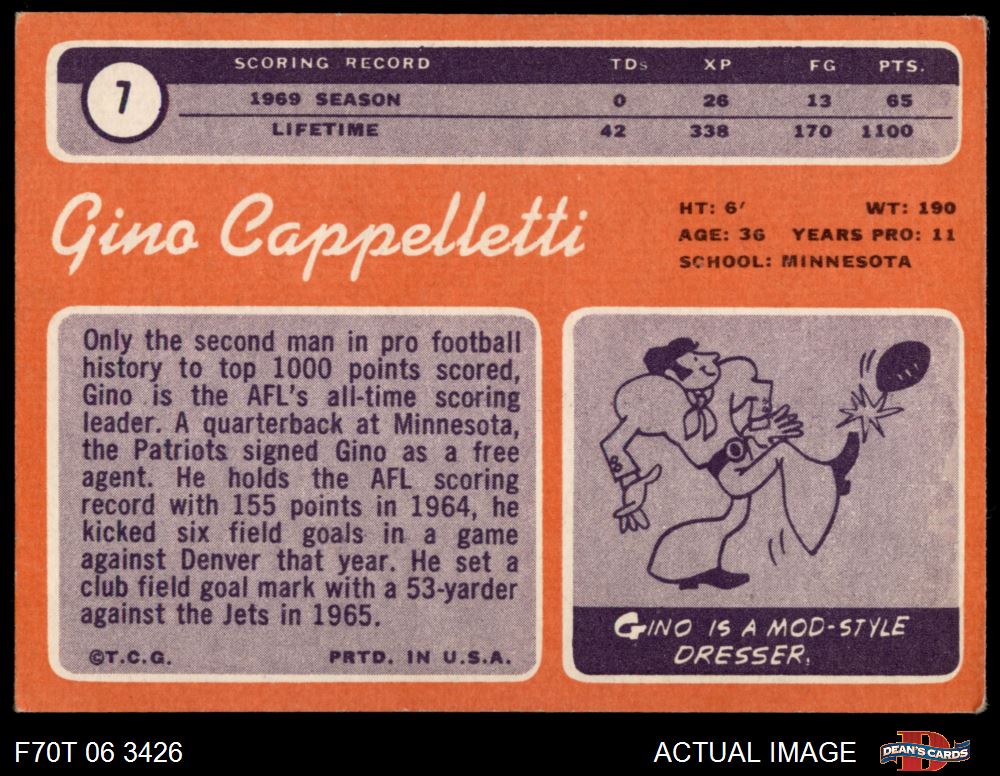 7
SCORING RECORD TDs XP FG PTS.
1969 SEASON 0 26 13 65
LIFETIME 42 338 170 1100
Gino Cappelletti
HT: 6' WT: 190
AGE: 36 YEARS PRO: 11
SCHOOL: MINNESOTA
Only the second man in pro football
history to top 1000 points scored,
Gino is the AFL's all-time scoring
leader. A quarterback at Minnesota,
the Patriots signed Gino as a free
agent. He holds the AFL scoring
record with 155 points in 1964, he
kicked six field goals in a game
against Denver that year. He set a
club field goal mark with a 53-yarder
against the Jets in 1965.
©T.C.G. PRTD. IN U.S.A.
GINO IS A MOD-STYLE
DRESSER.
F70T 06 3426 ACTUAL IMAGE D DEAN'S CARDS